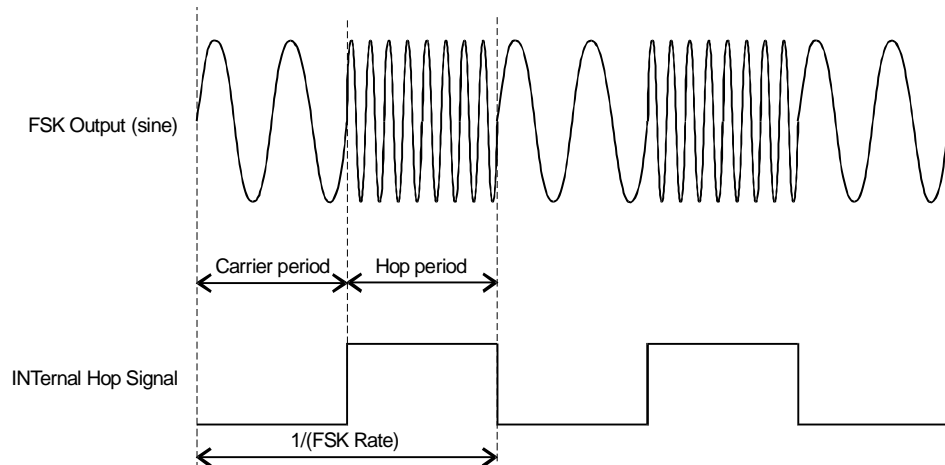 FSK Output (sine)
Carrier period
Hop period
INTernal Hop Signal
1/(FSK Rate)